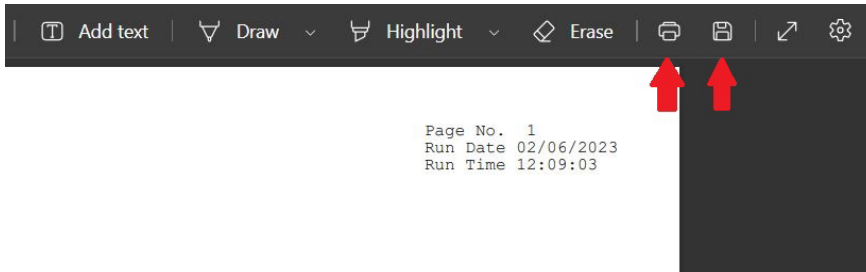 Add text Draw Highlight Erase
Page No. 1
Run Date 02/06/2023
Run Time 12:09:03